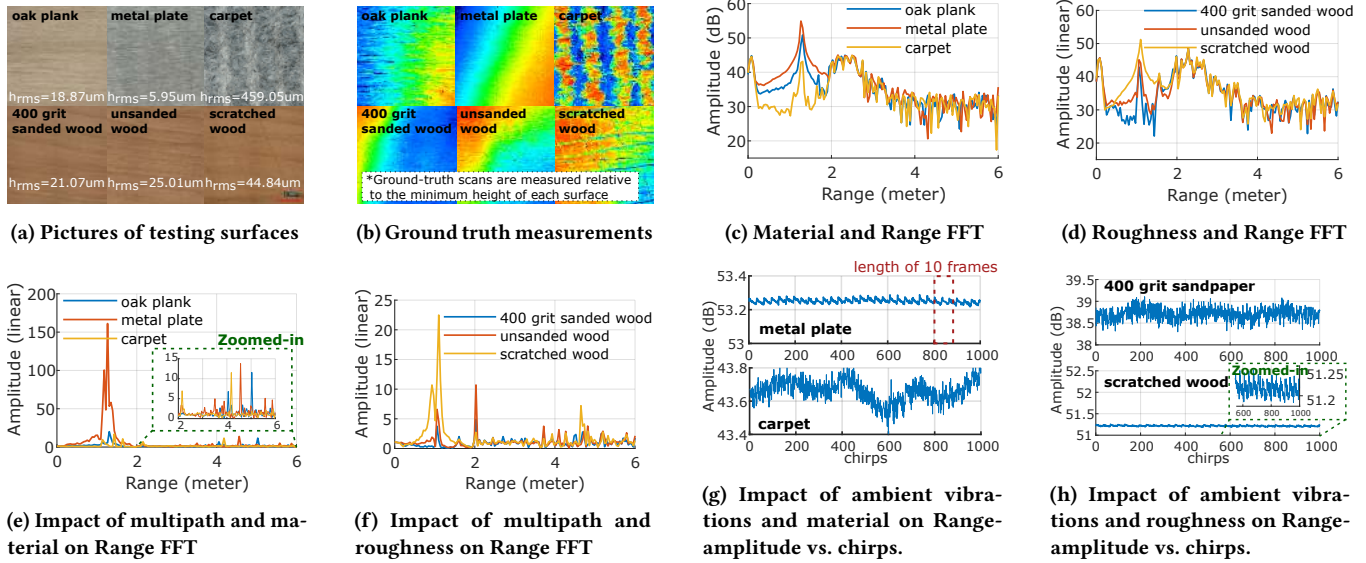 oak plank metal plate carpet
hrms=18.87um hrms=5.95um hrms=459.05um
400 grit sanded wood unsanded wood scratched wood
hrms=21.07um hrms=25.01um hrms=44.84um
(a) Pictures of testing surfaces
oak plank metal plate carpet
400 grit sanded wood unsanded wood scratched wood
*Ground-truth scans are measured relative
to the minimum height of each surface
(b) Ground truth measurements
60
50
40
30
20
Amplitude (dB)
oak plank
metal plate
carpet
0 2 4 6
Range (meter)
(c) Material and Range FFT
60
50
40
30
20
Amplitude (linear)
400 grit sanded wood
unsanded wood
scratched wood
0 2 4 6
Range (meter)
(d) Roughness and Range FFT
200
150
100
50
0
Amplitude (linear)
oak plank
metal plate
carpet
Zoomed-in
15
10
5
0
2 3 4 5 6
0 2 4 6
Range (meter)
(e) Impact of multipath and ma-
terial on Range FFT
25
20
15
10
5
0
Amplitude (linear)
400 grit sanded wood
unsanded wood
scratched wood
0 2 4 6
Range (meter)
(f) Impact of multipath and
roughness on Range FFT
length of 10 frames
53.4
53.2
53
metal plate
0 200 400 600 800 1000
Amplitude (dB)
43.8
43.6
43.4
carpet
0 200 400 600 800 1000
chirps
(g) Impact of ambient vibra-
tions and material on Range-
amplitude vs. chirps.
39.5
39
38.5
38
400 grit sandpaper
0 200 400 600 800 1000
Amplitude (dB)
52.5
52
51.5
51
scratched wood
Zoomed-in
51.25
51.2
600 800 1000
0 200 400 600 800 1000
chirps
(h) Impact of ambient vibra-
tions and roughness on Range-
amplitude vs. chirps.